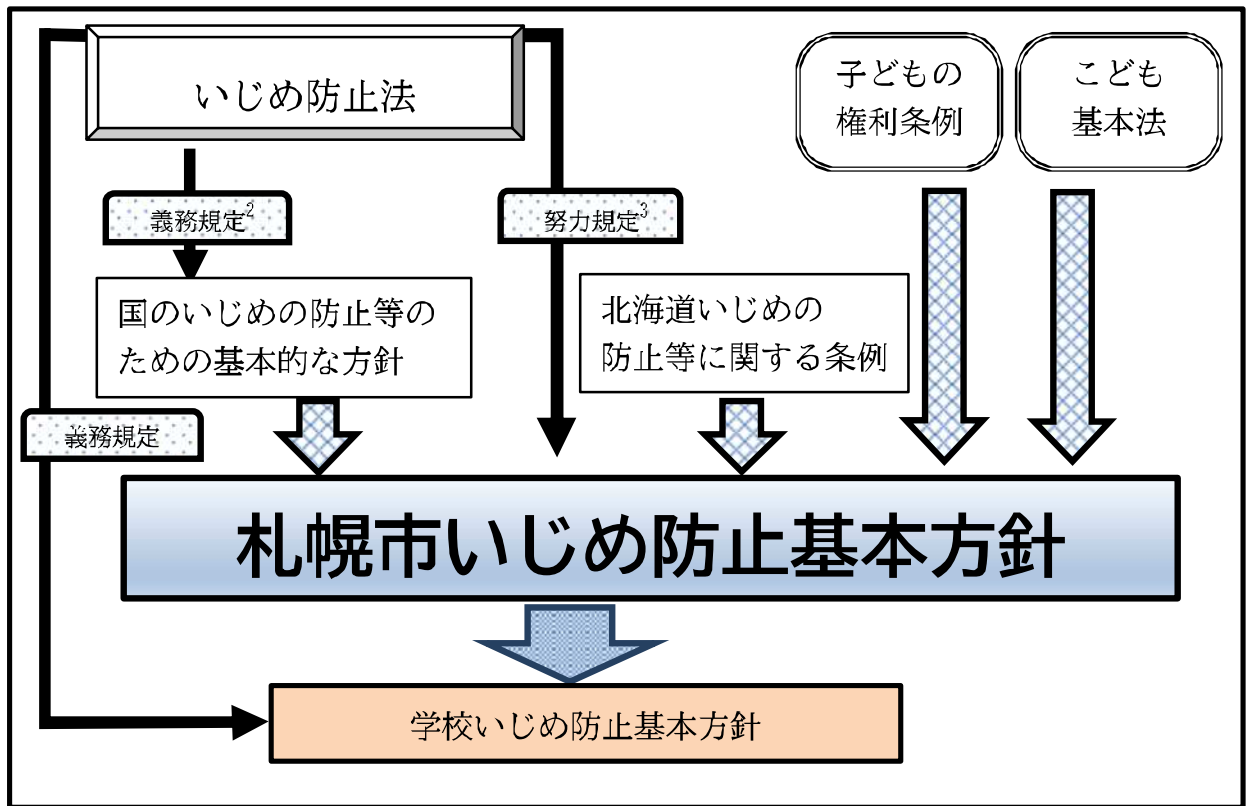 いじめ防止法
子どもの
権利条例
こども
基本法
義務規定2
努力規定3
国のいじめの防止等の
ための基本的な方針
北海道いじめの
防止等に関する条例
義務規定
札幌市いじめ防止基本方針
学校いじめ防止基本方針